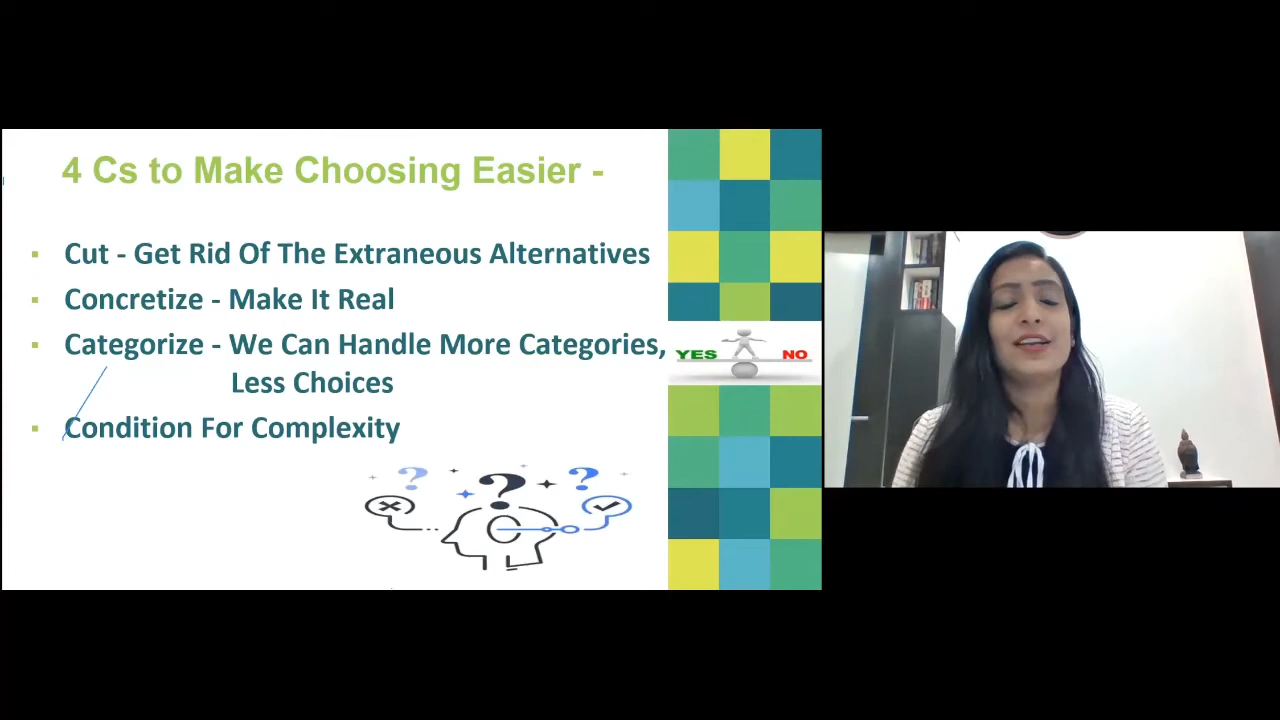 4 Cs to Make Choosing Easier -
▪ Cut - Get Rid Of The Extraneous Alternatives
▪ Concretize - Make It Real
▪ Categorize - We Can Handle More Categories,
Less Choices
▪ Condition For Complexity
YES NO